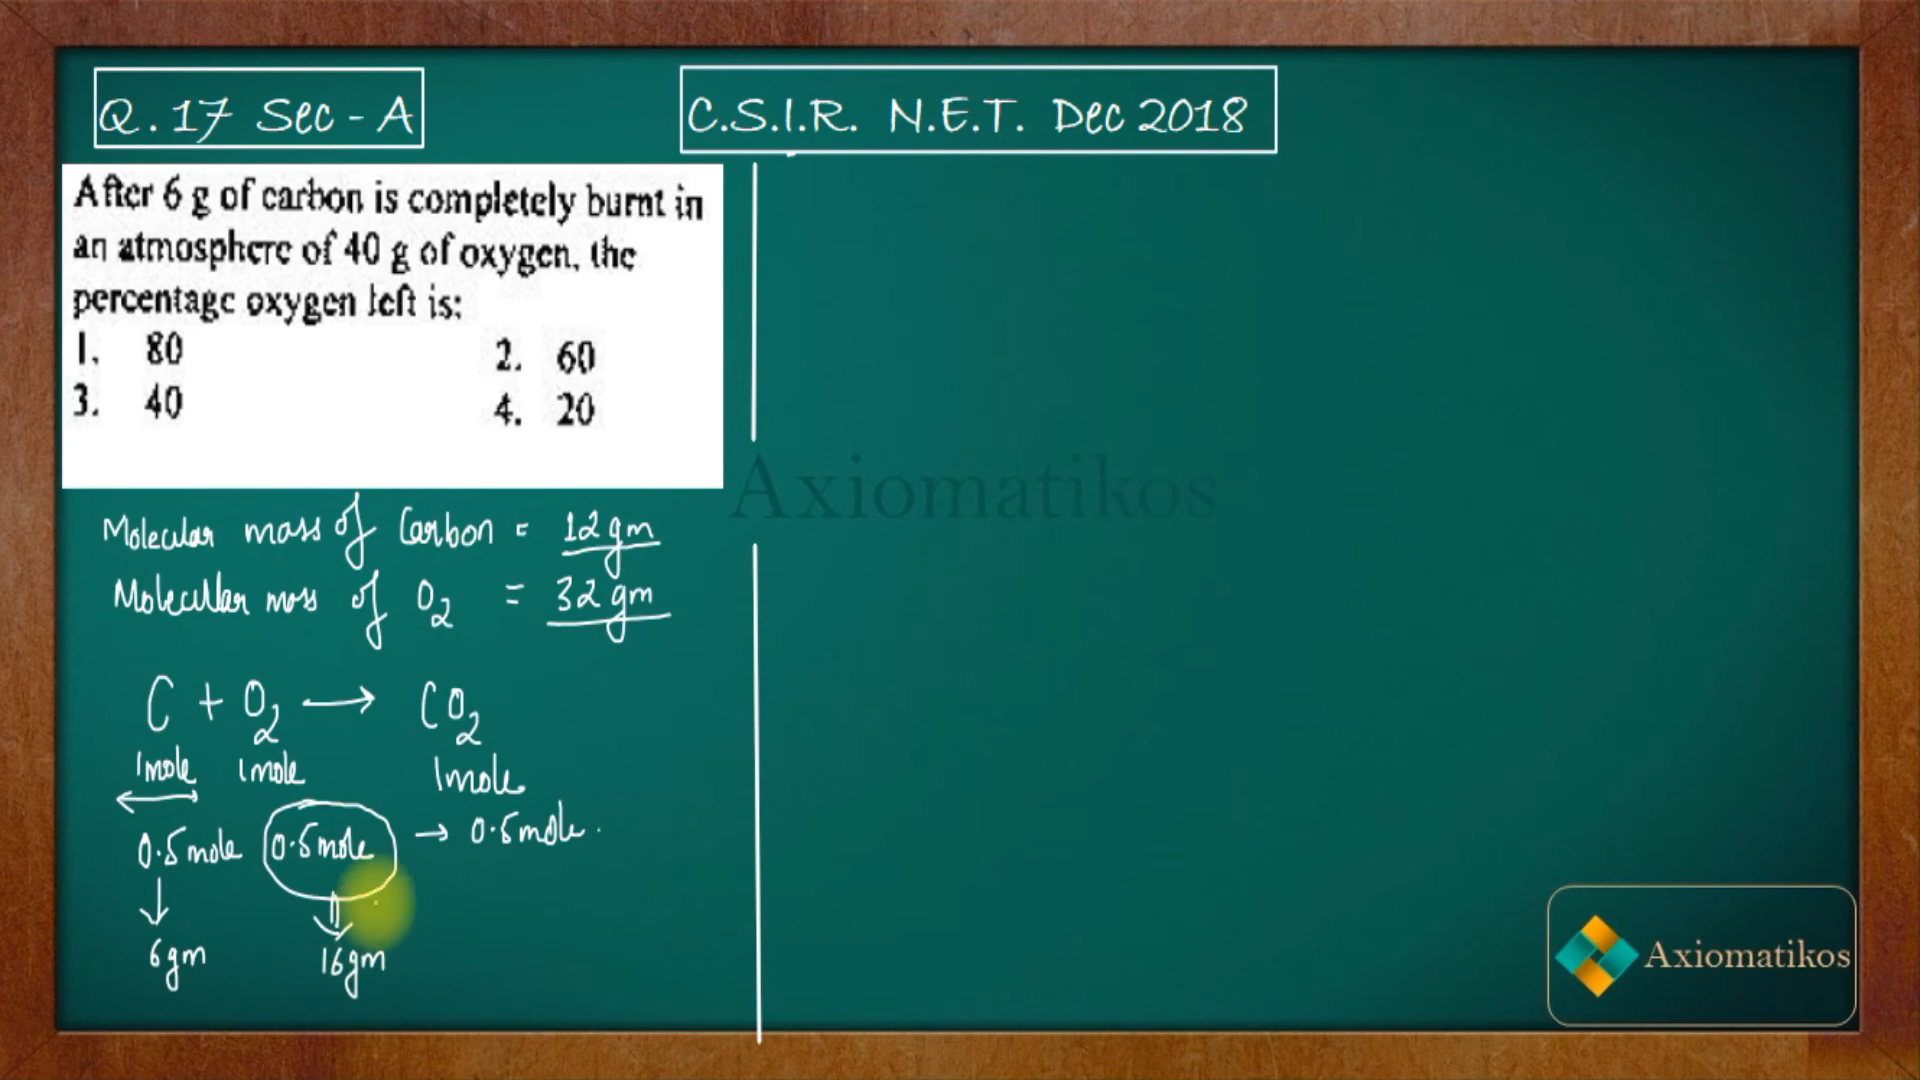 Q. 17 Sec - A
C.S.I.R. N.E.T. Dec 2018
After 6 g of carbon is completely burnt in
an atmosphere of 40 g of oxygen, the
percentage oxygen left is:
1. 80 2. 60
3. 40 4. 20
Molecular mass of Carbon = 12gm
Molecular mass of O₂ = 32gm
C + O₂ → CO₂
1mole 1mole 1mole
0.5mole 0.5mole → 0.5mole.
6gm 16gm
Axiomatikos
Axiomatikos